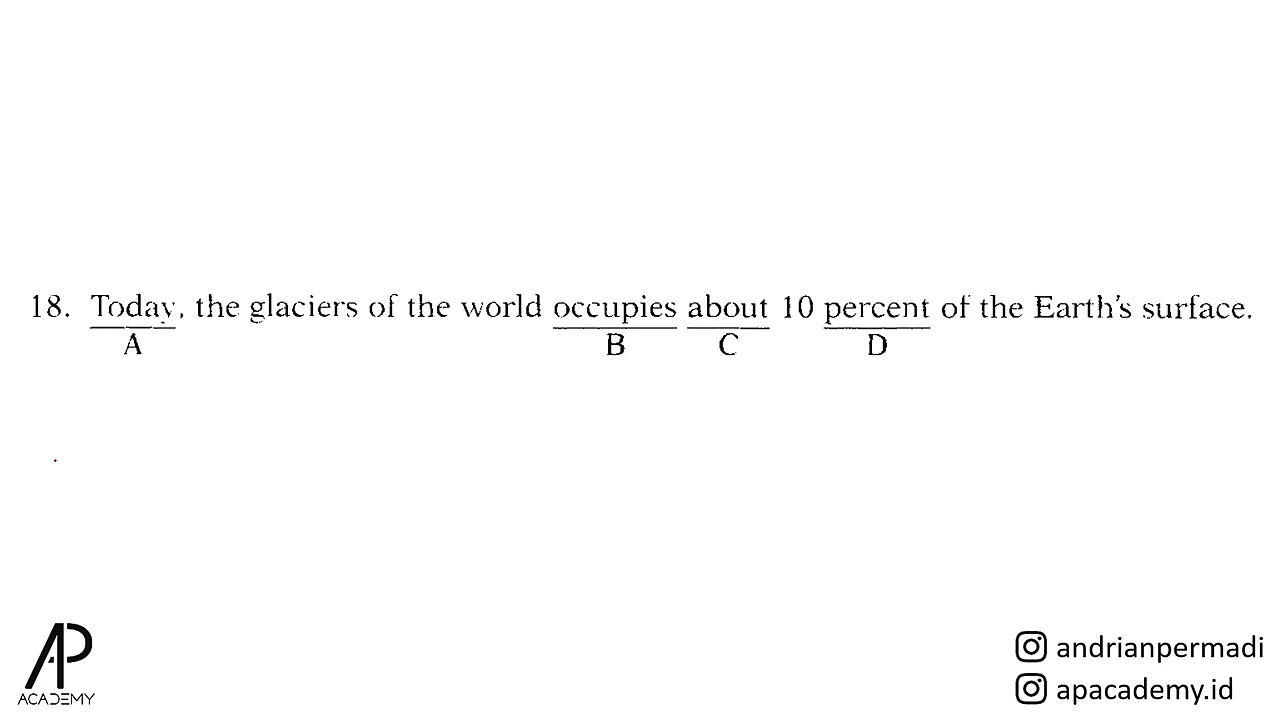 18. Today, the glaciers of the world occupies about 10 percent of the Earth's surface.
A B C D
AP
ACADEMY
andrianpermadi
apacademy.id